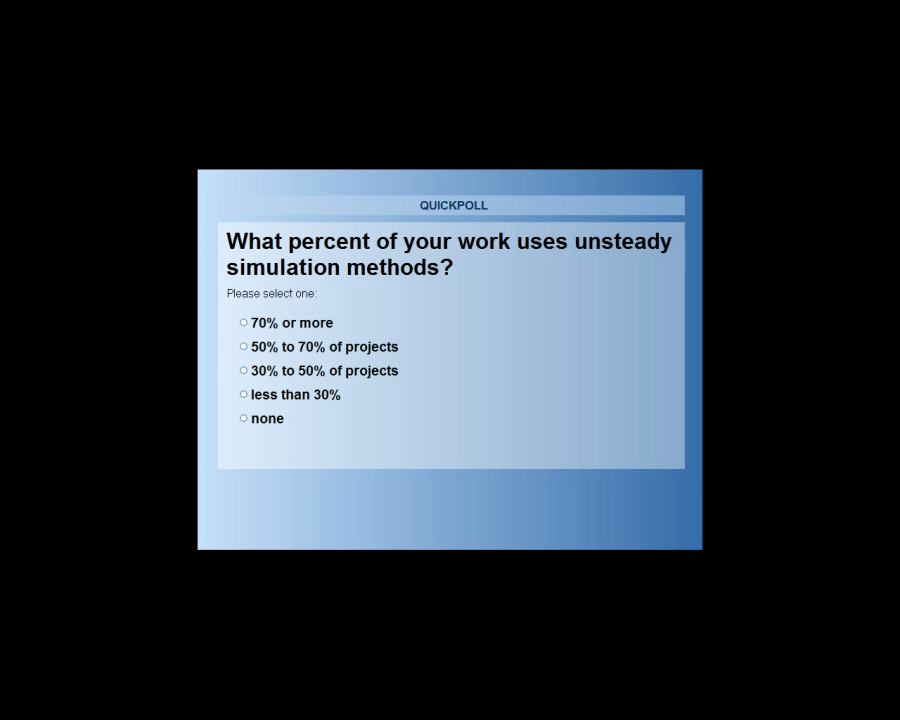 QUICKPOLL
What percent of your work uses unsteady
simulation methods?
Please select one:
70% or more
50% to 70% of projects
30% to 50% of projects
less than 30%
none